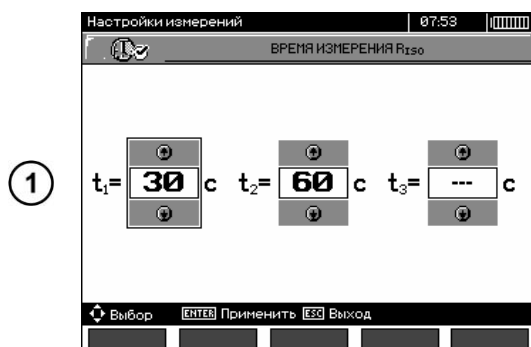 Настройки измерений 07:53
ВРЕМЯ ИЗМЕРЕНИЯ RISO
1 t1= 30 c t2= 60 c t3= --- c
Выбор ENTER Применить ESC Выход